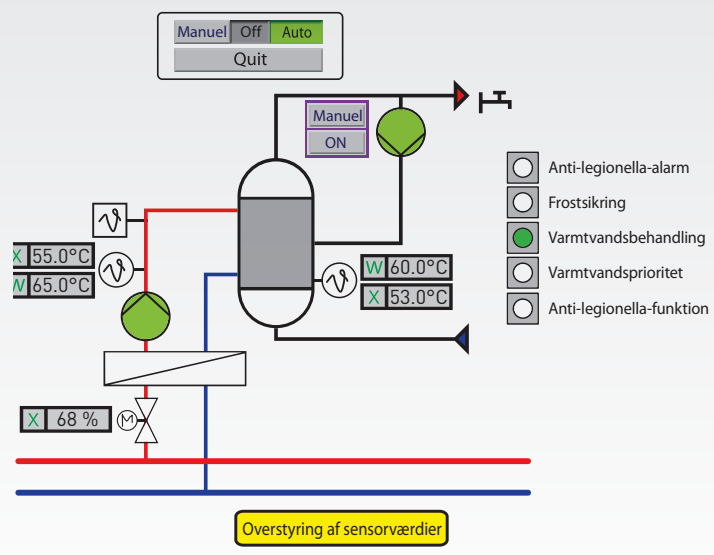 Manuel Off Auto
Quit
Manuel
ON
Anti-legionella-alarm
Frostsikring
Varmtvandsbehandling
Varmtvandsprioritet
Anti-legionella-funktion
X 55.0°C
W 65.0°C
W 60.0°C
X 53.0°C
X 68 %
M
Overstyring af sensorværdier